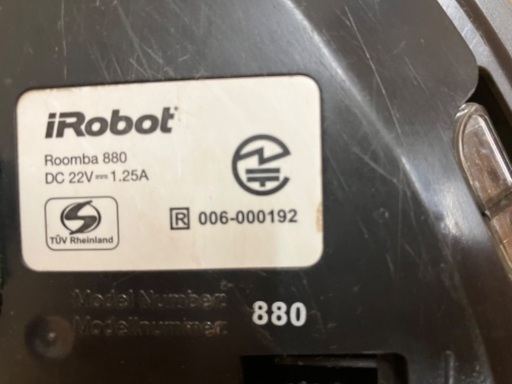 iRobot
Roomba 880
DC 22V⎓1.25A
TÜV Rheinland
R 006-000192
Model Number:
Modellnummer: 880